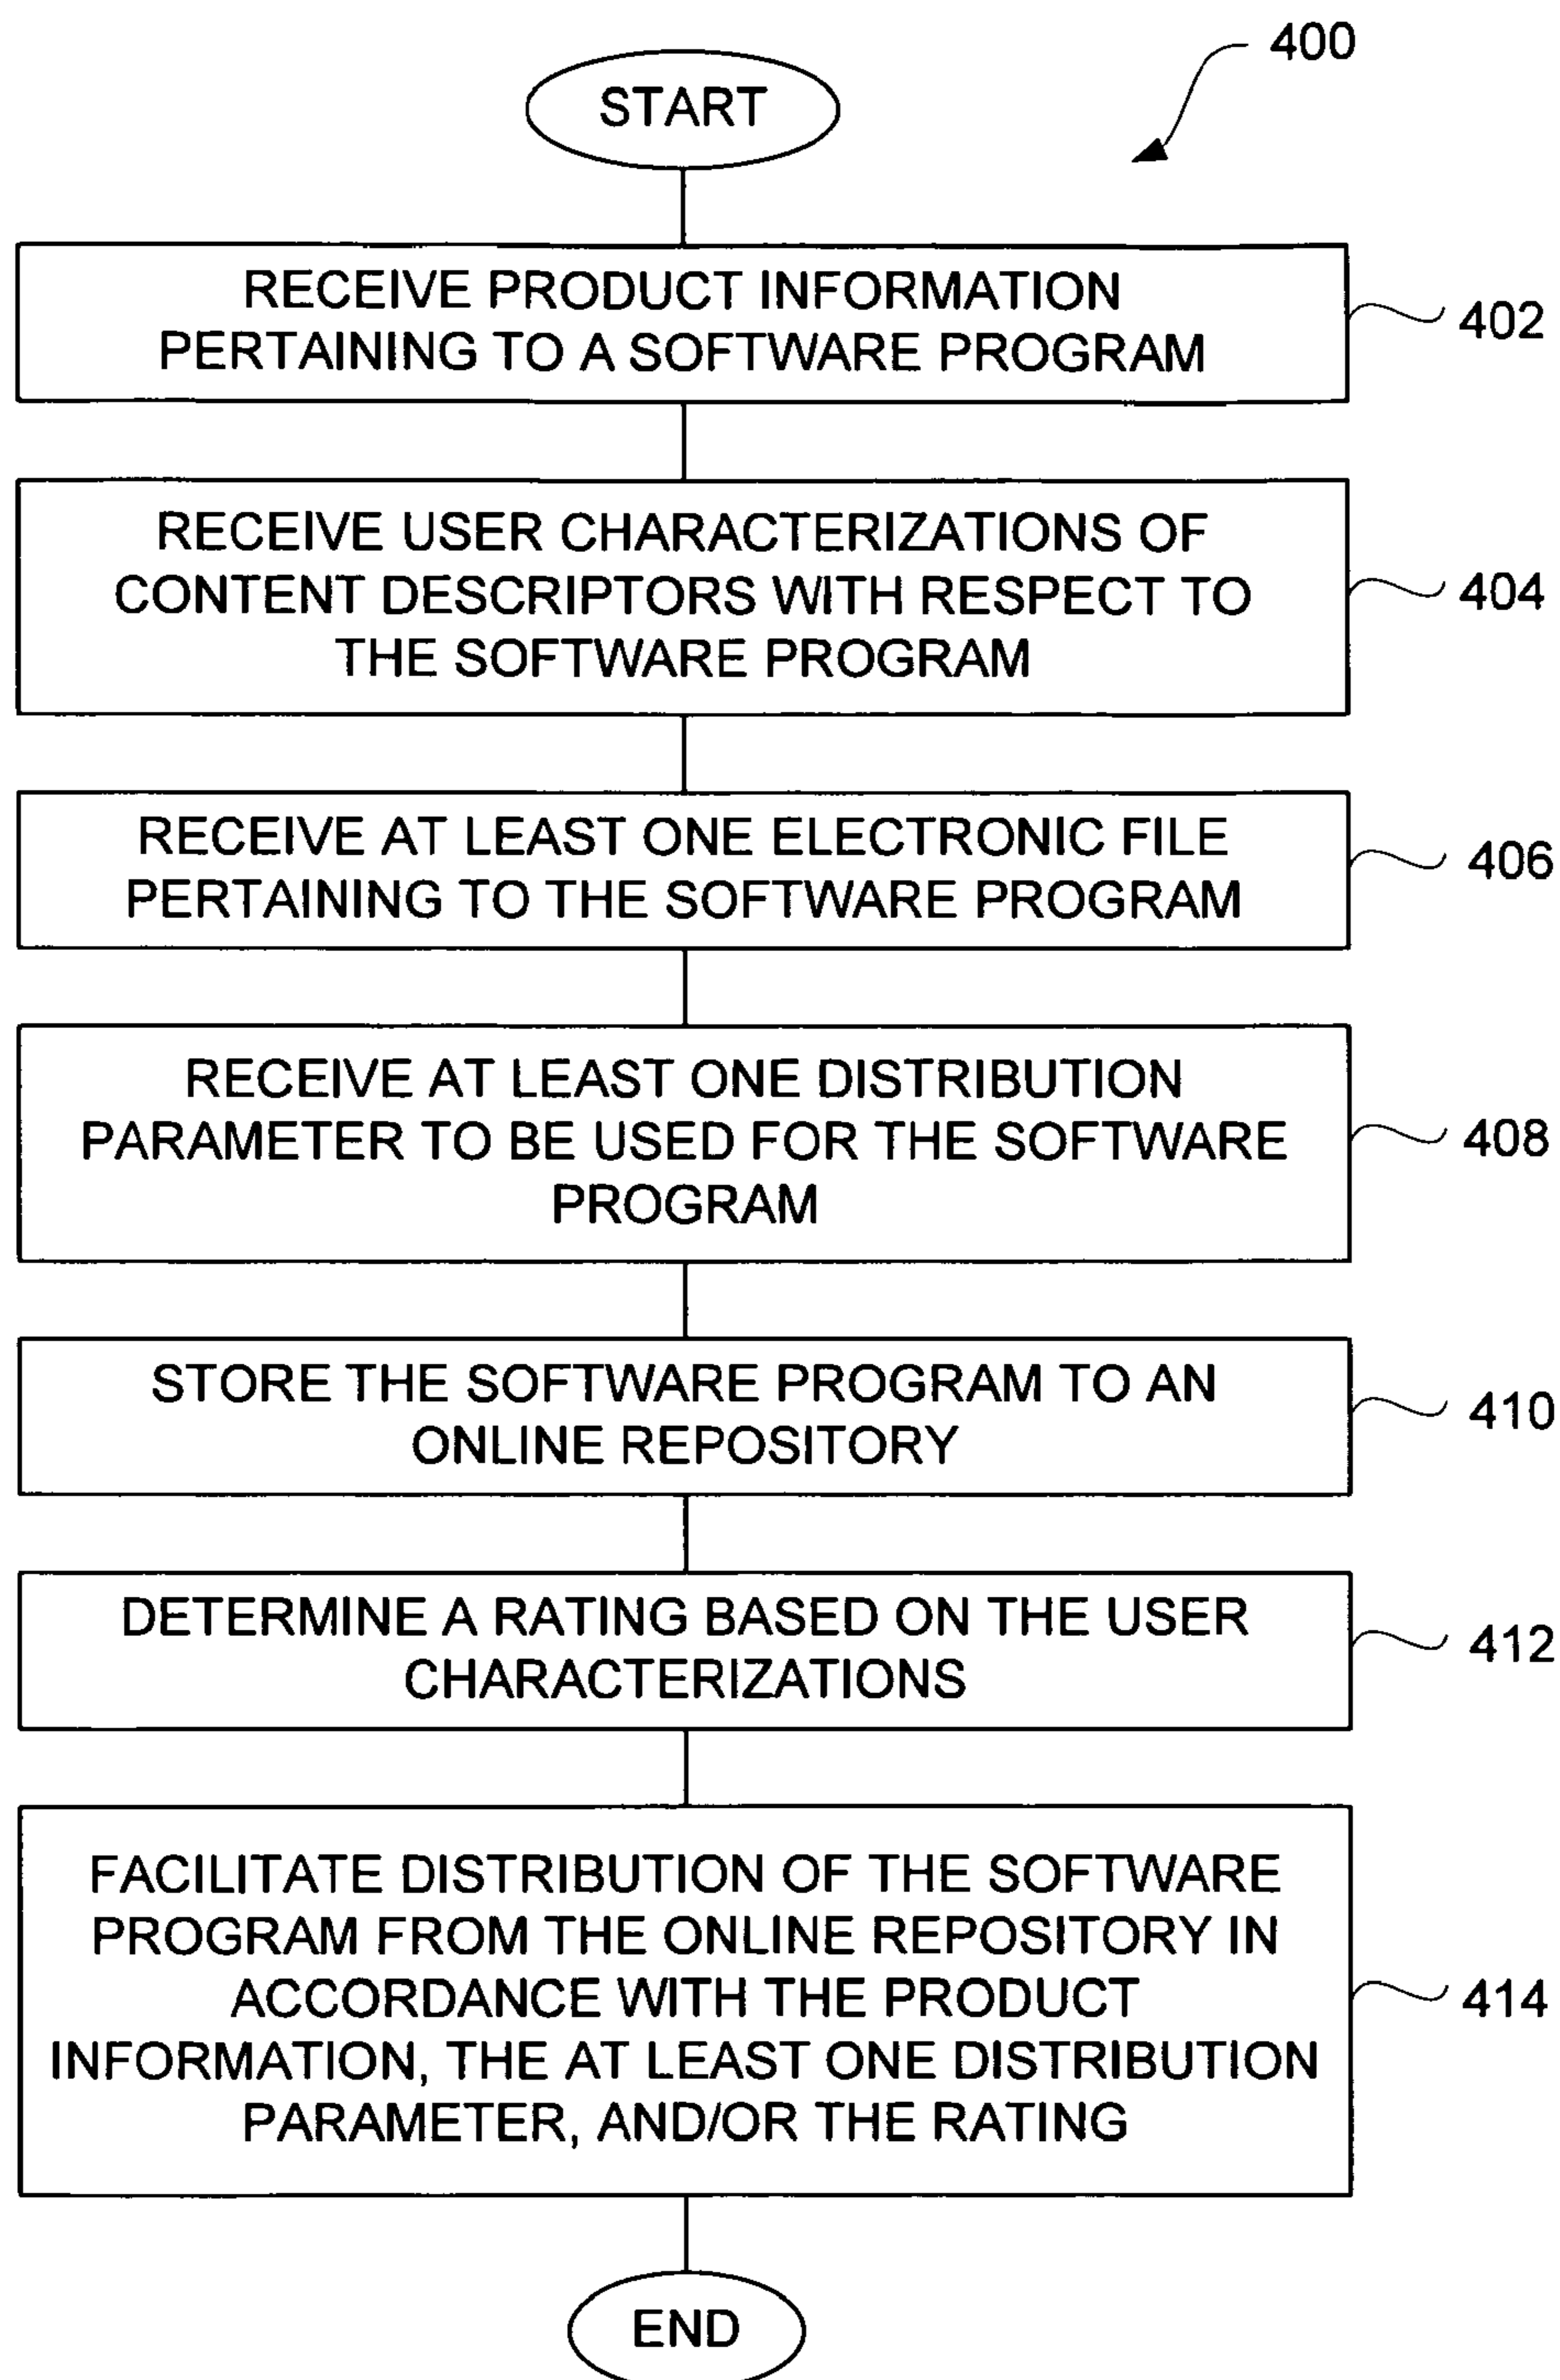 400
START
RECEIVE PRODUCT INFORMATION
PERTAINING TO A SOFTWARE PROGRAM
402
RECEIVE USER CHARACTERIZATIONS OF
CONTENT DESCRIPTORS WITH RESPECT TO
THE SOFTWARE PROGRAM
404
RECEIVE AT LEAST ONE ELECTRONIC FILE
PERTAINING TO THE SOFTWARE PROGRAM
406
RECEIVE AT LEAST ONE DISTRIBUTION
PARAMETER TO BE USED FOR THE SOFTWARE
PROGRAM
408
STORE THE SOFTWARE PROGRAM TO AN
ONLINE REPOSITORY
410
DETERMINE A RATING BASED ON THE USER
CHARACTERIZATIONS
412
FACILITATE DISTRIBUTION OF THE SOFTWARE
PROGRAM FROM THE ONLINE REPOSITORY IN
ACCORDANCE WITH THE PRODUCT
INFORMATION, THE AT LEAST ONE DISTRIBUTION
PARAMETER, AND/OR THE RATING
414
END